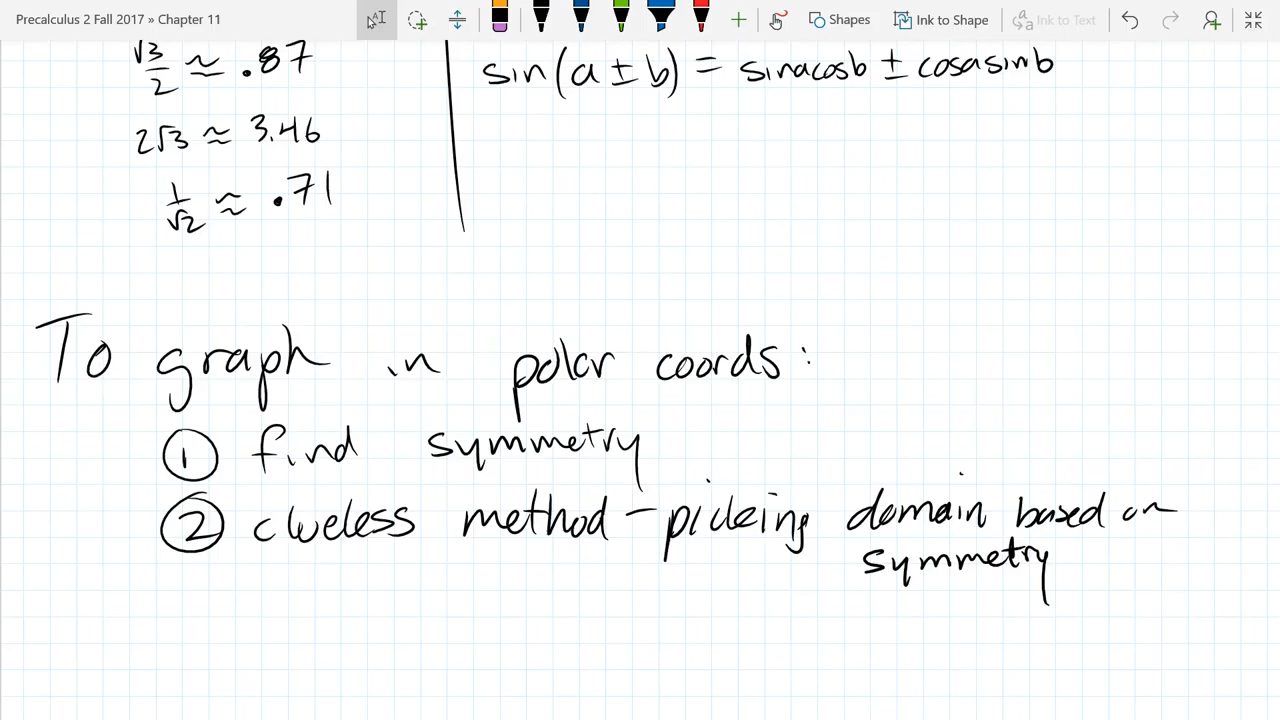 Precalculus 2 Fall 2017 » Chapter 11
Shapes
Ink to Shape
Ink to Text
√3/2 ≈ .87
sin(a ± b) = sinacosb ± cosasinb
2√3 ≈ 3.46
1/√2 ≈ .71
To graph in polar coords:
① find symmetry
② clueless method - picking domain based on
symmetry